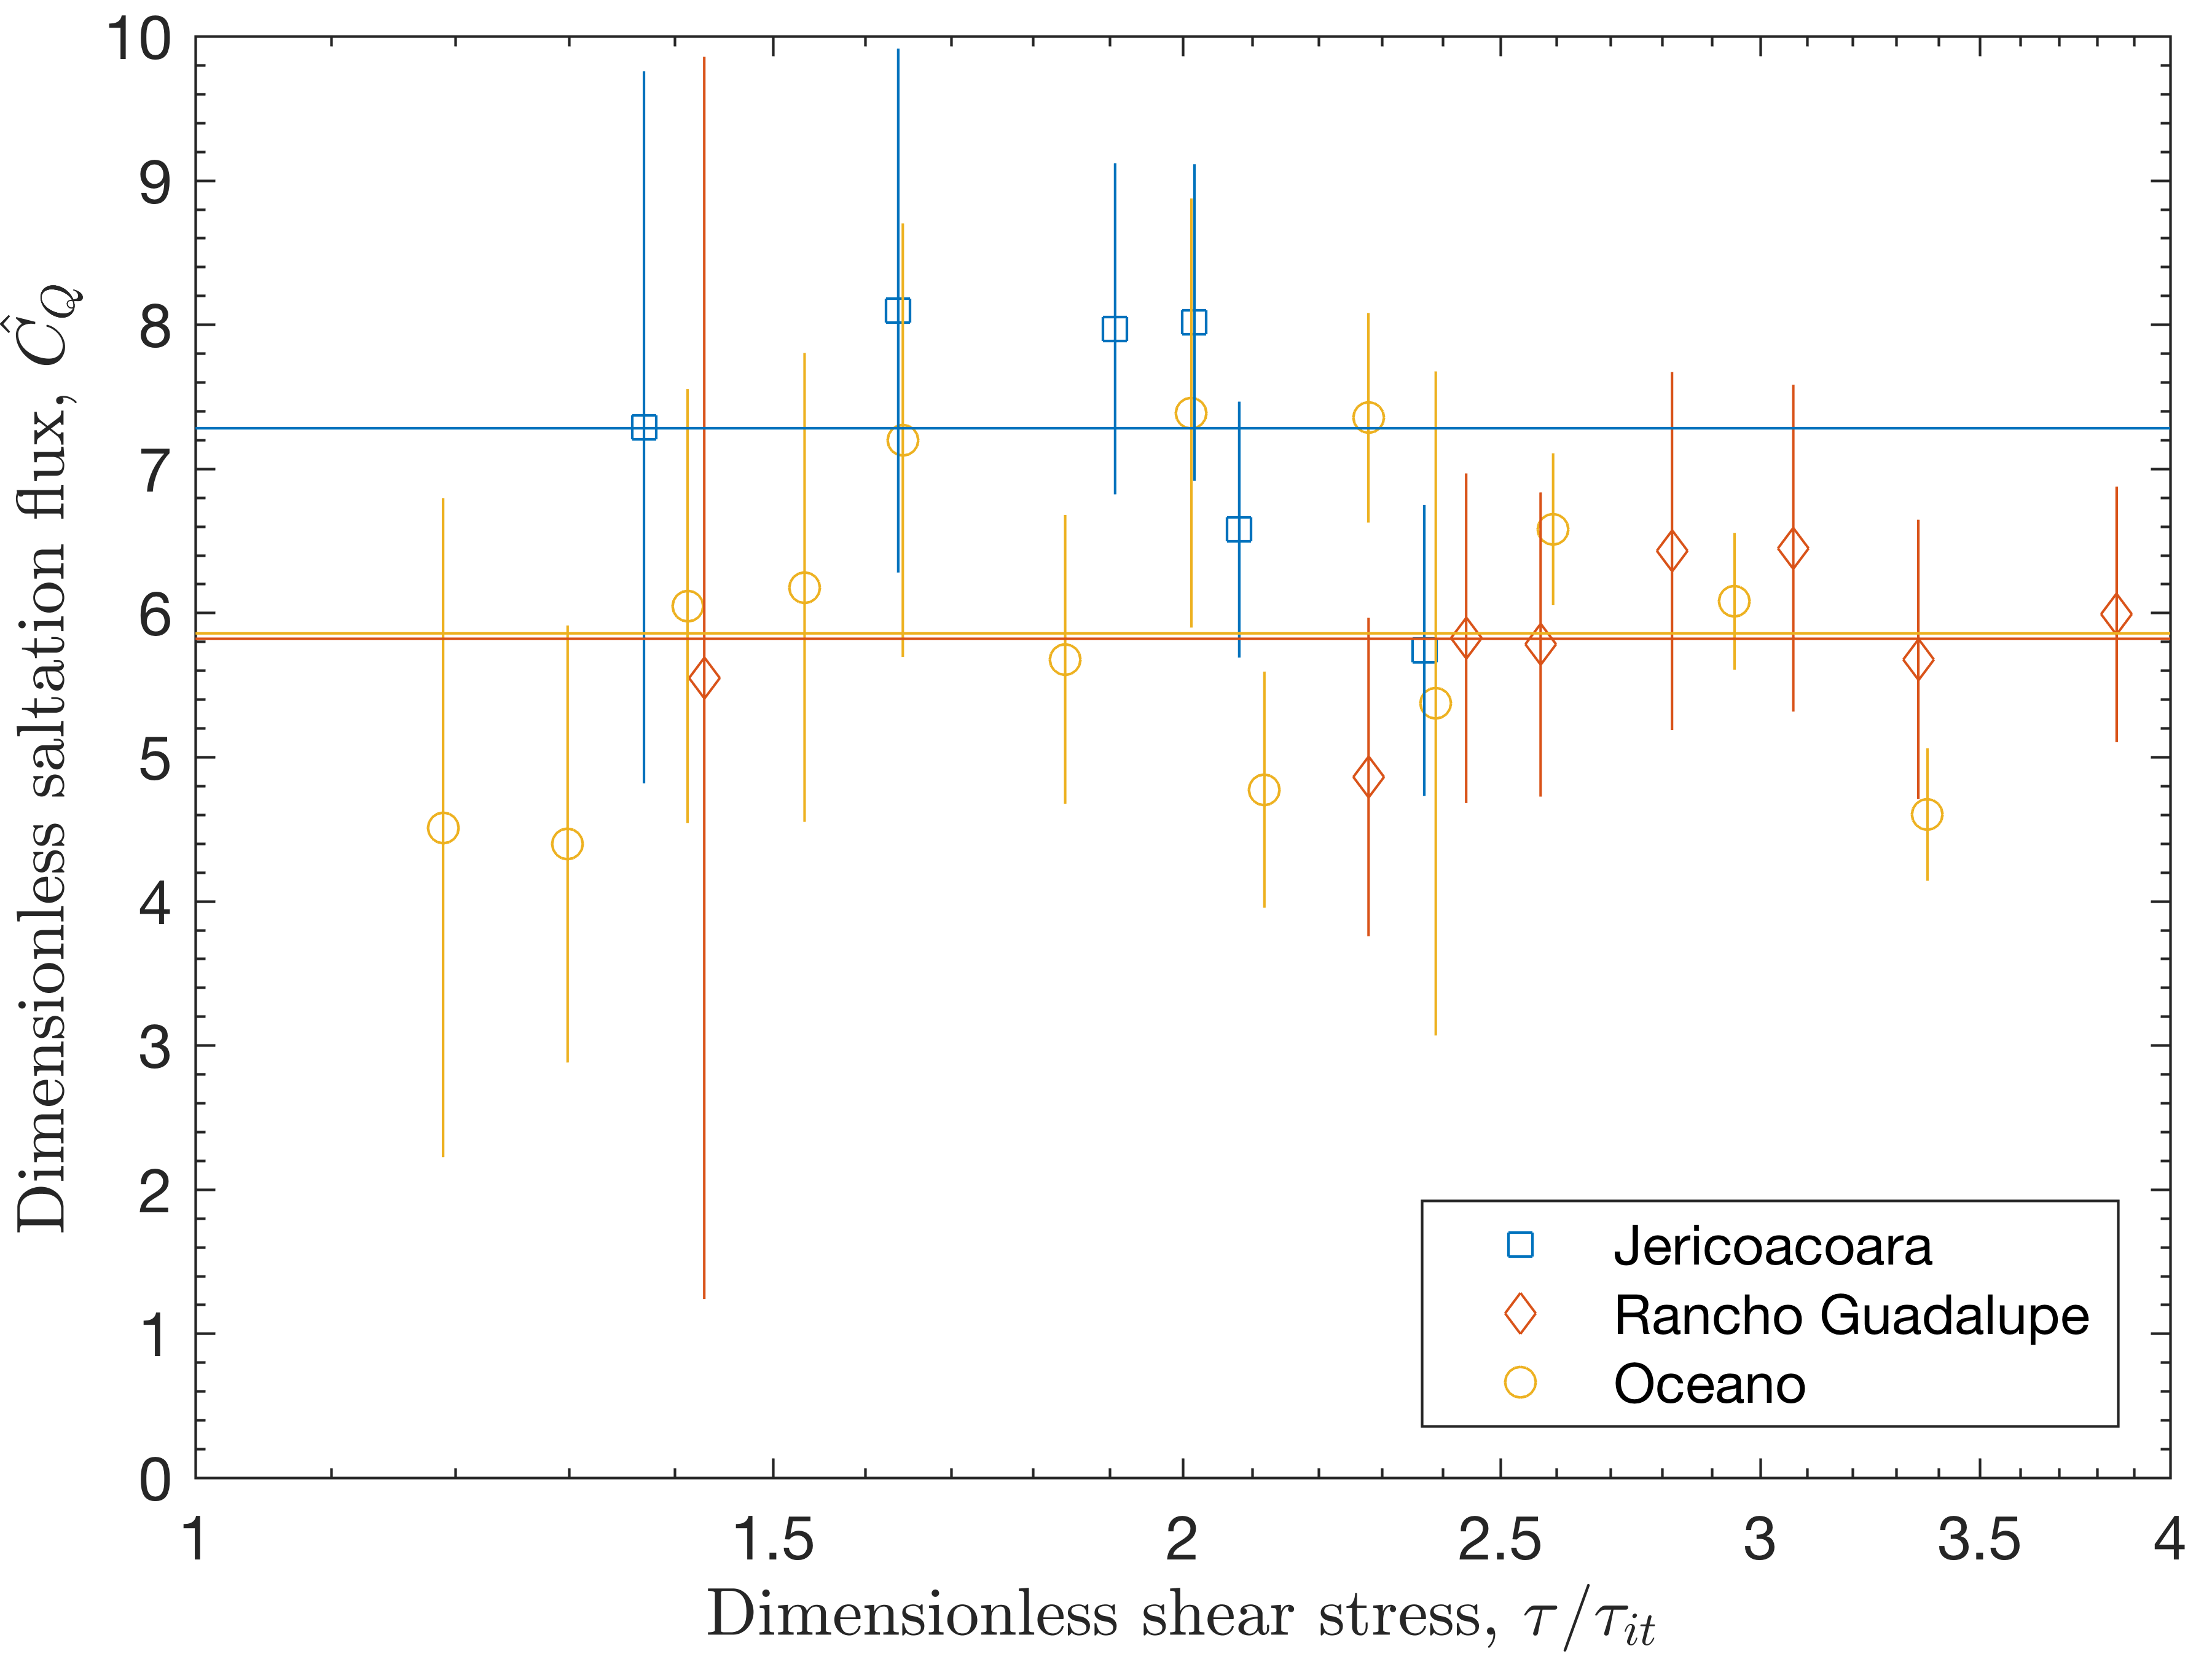 10
9
8
7
6
5
4
3
2
1
0
Dimensionless saltation flux, Ĉ_Q
Jericoacoara
Rancho Guadalupe
Oceano
1 1.5 2 2.5 3 3.5 4
Dimensionless shear stress, τ/τ_it